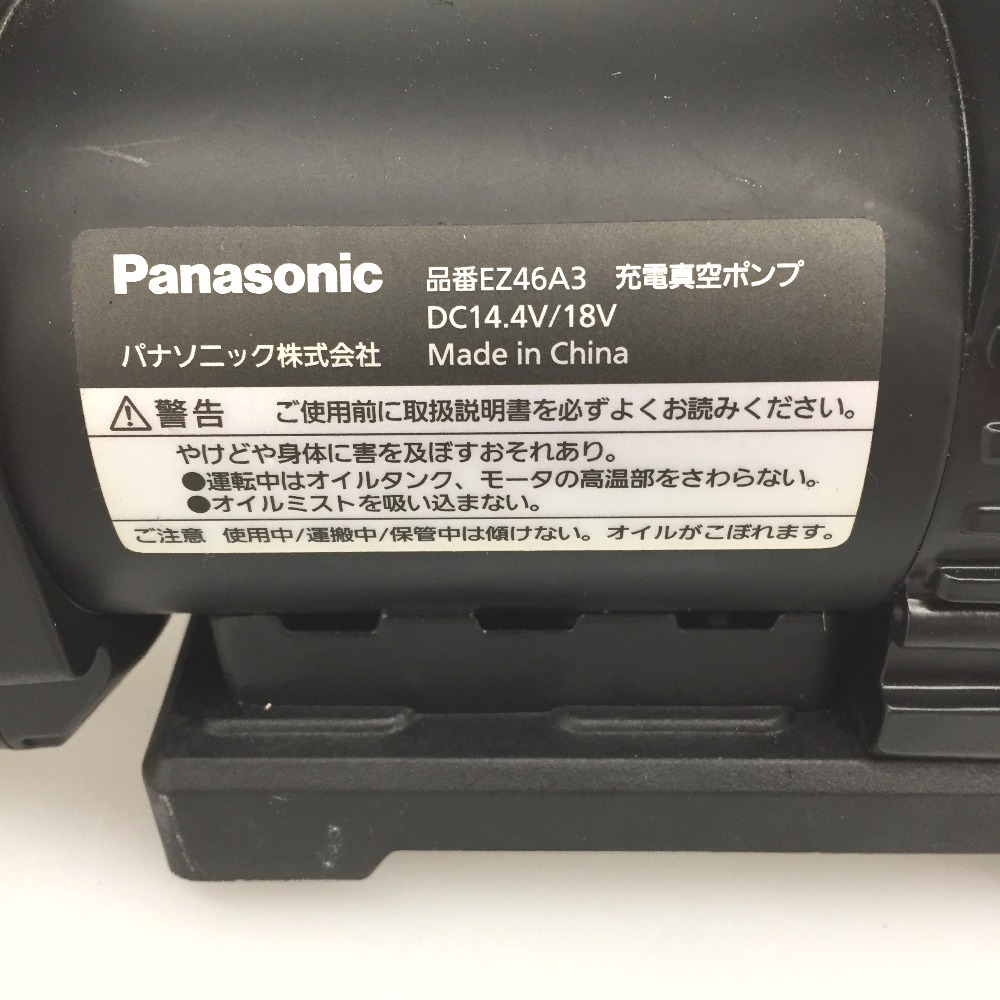 Panasonic 品番EZ46A3 充電真空ポンプ
DC14.4V/18V
パナソニック株式会社 Made in China
警告 ご使用前に取扱説明書を必ずよくお読みください。
やけどや身体に害を及ぼすおそれあり。
●運転中はオイルタンク、モータの高温部をさわらない。
●オイルミストを吸い込まない。
ご注意 使用中/運搬中/保管中は傾けない。オイルがこぼれます。